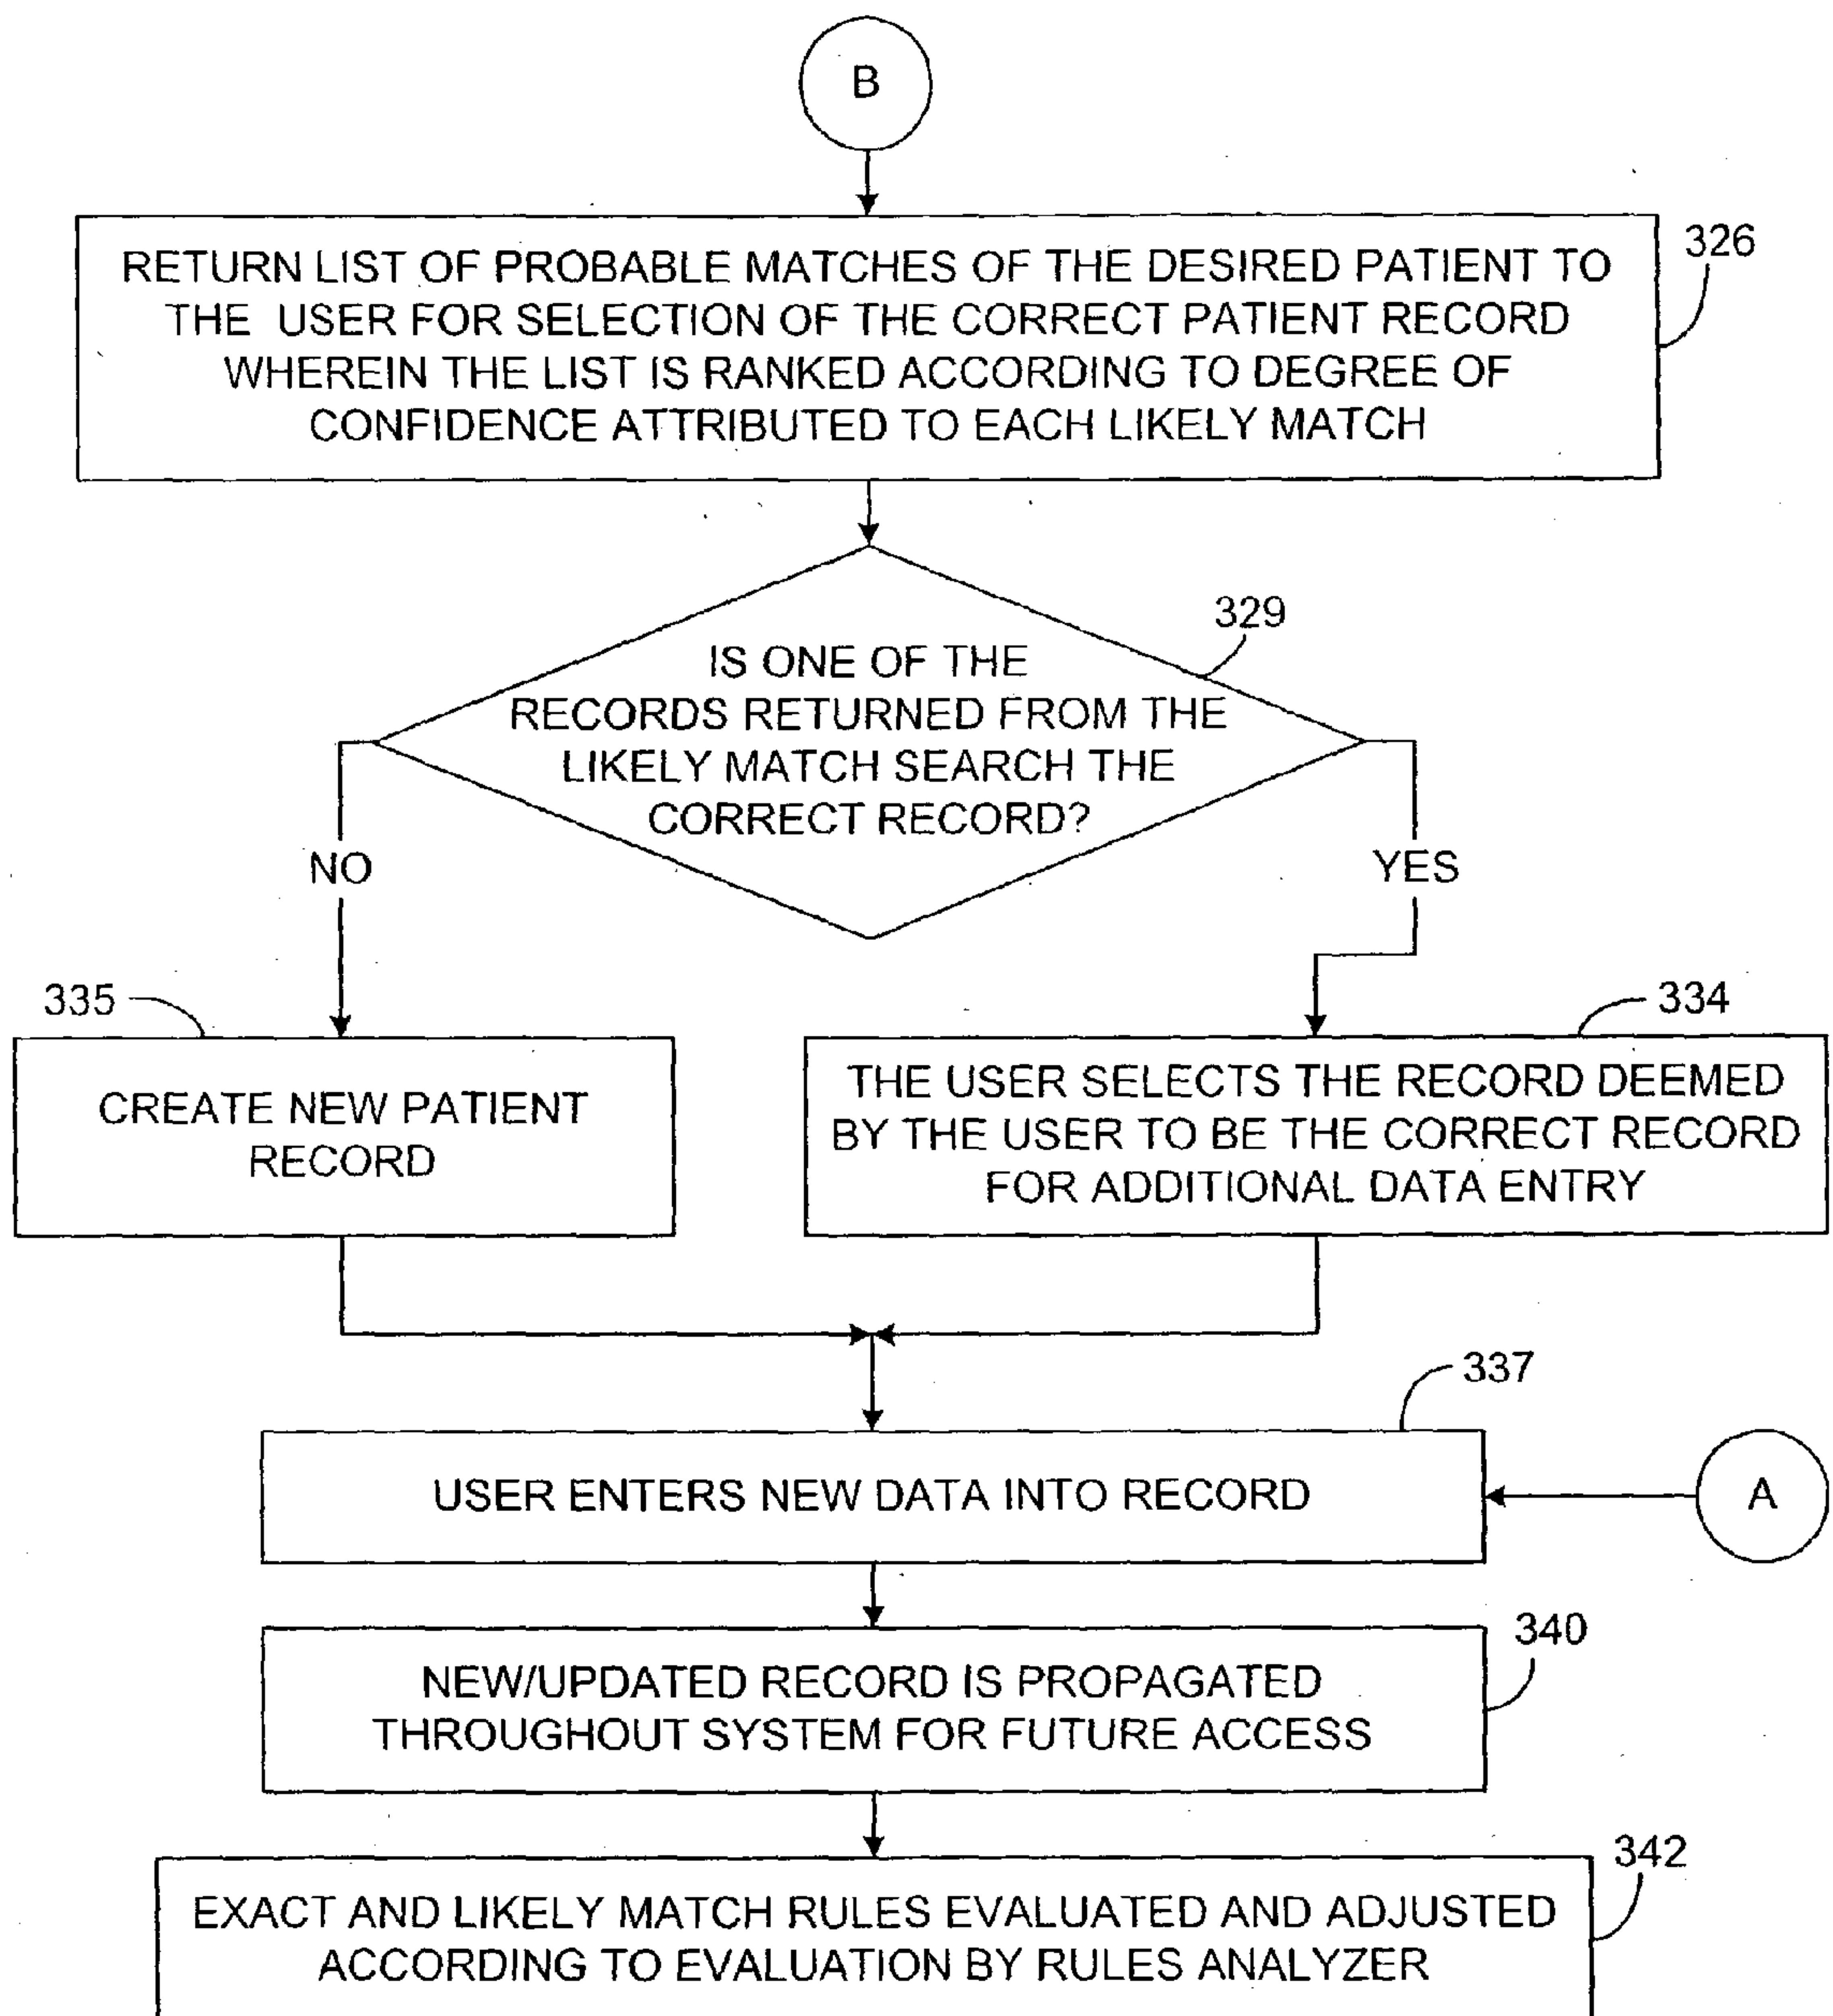 B
RETURN LIST OF PROBABLE MATCHES OF THE DESIRED PATIENT TO
THE USER FOR SELECTION OF THE CORRECT PATIENT RECORD
WHEREIN THE LIST IS RANKED ACCORDING TO DEGREE OF
CONFIDENCE ATTRIBUTED TO EACH LIKELY MATCH
326
329
IS ONE OF THE
RECORDS RETURNED FROM THE
LIKELY MATCH SEARCH THE
CORRECT RECORD?
NO
YES
335
334
CREATE NEW PATIENT
RECORD
THE USER SELECTS THE RECORD DEEMED
BY THE USER TO BE THE CORRECT RECORD
FOR ADDITIONAL DATA ENTRY
337
USER ENTERS NEW DATA INTO RECORD
A
340
NEW/UPDATED RECORD IS PROPAGATED
THROUGHOUT SYSTEM FOR FUTURE ACCESS
342
EXACT AND LIKELY MATCH RULES EVALUATED AND ADJUSTED
ACCORDING TO EVALUATION BY RULES ANALYZER